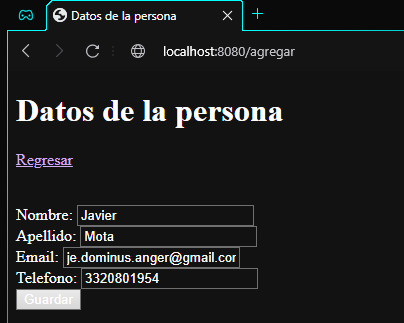 Datos de la persona
localhost:8080/agregar
Datos de la persona
Regresar
Nombre: Javier
Apellido: Mota
Email: je.dominus.anger@gmail.com
Telefono: 3320801954
Guardar